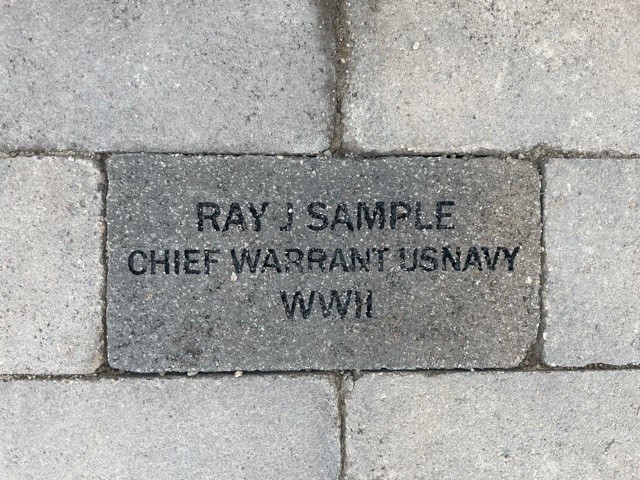 RAY J SAMPLE
CHIEF WARRANT USNAVY
WWII